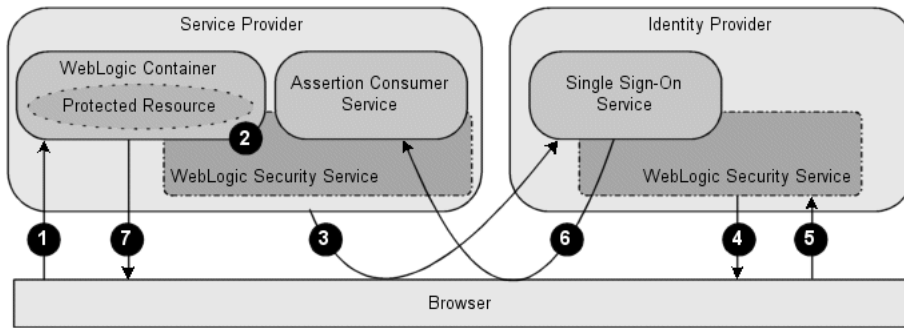 Service Provider
Identity Provider
WebLogic Container
Protected Resource
Assertion Consumer
Service
Single Sign-On
Service
2
WebLogic Security Service
WebLogic Security Service
1
7
3
6
4
5
Browser